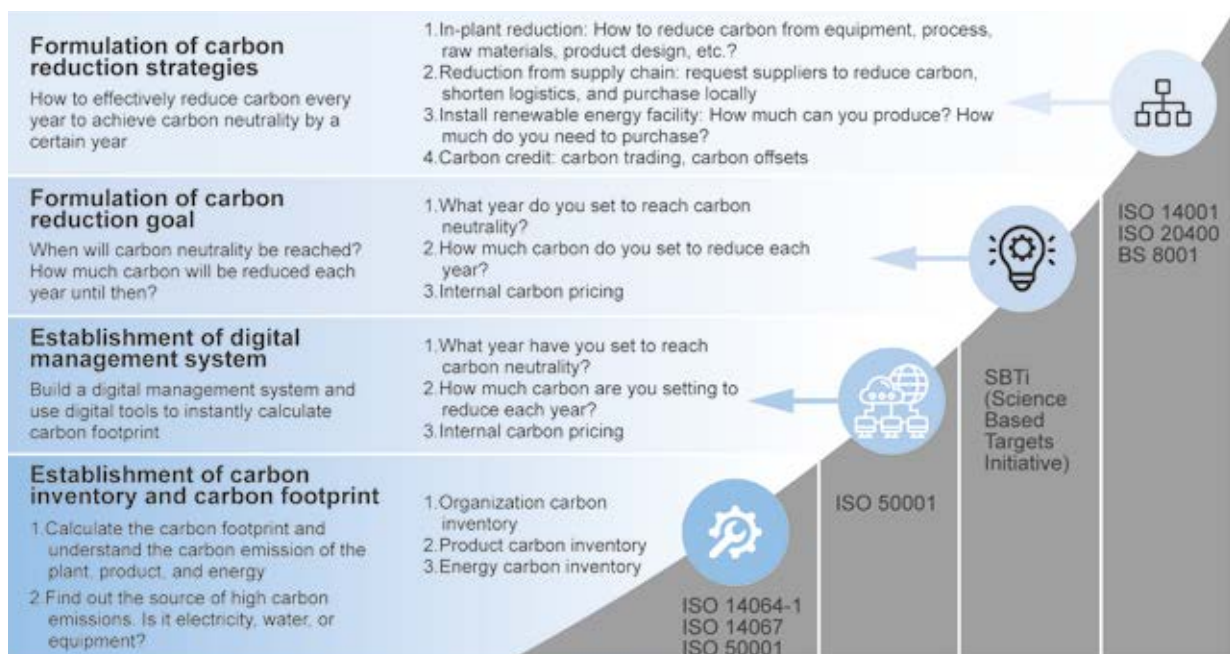 Formulation of carbon
reduction strategies
How to effectively reduce carbon every
year to achieve carbon neutrality by a
certain year
1.In-plant reduction: How to reduce carbon from equipment, process,
raw materials, product design, etc.?
2.Reduction from supply chain: request suppliers to reduce carbon,
shorten logistics, and purchase locally
3.Install renewable energy facility: How much can you produce? How
much do you need to purchase?
4.Carbon credit: carbon trading, carbon offsets
Formulation of carbon
reduction goal
When will carbon neutrality be reached?
How much carbon will be reduced each
year until then?
1.What year do you set to reach carbon
neutrality?
2.How much carbon do you set to reduce each
year?
3.Internal carbon pricing
ISO 14001
ISO 20400
BS 8001
Establishment of digital
management system
Build a digital management system and
use digital tools to instantly calculate
carbon footprint
1.What year have you set to reach
carbon neutrality?
2.How much carbon are you setting to
reduce each year?
3.Internal carbon pricing
SBTi
(Science
Based
Targets
Initiative)
Establishment of carbon
inventory and carbon footprint
1.Calculate the carbon footprint and
understand the carbon emission of the
plant, product, and energy
2.Find out the source of high carbon
emissions. Is it electricity, water, or
equipment?
1.Organization carbon
inventory
2.Product carbon inventory
3.Energy carbon inventory
ISO 50001
ISO 14064-1
ISO 14067
ISO 50001